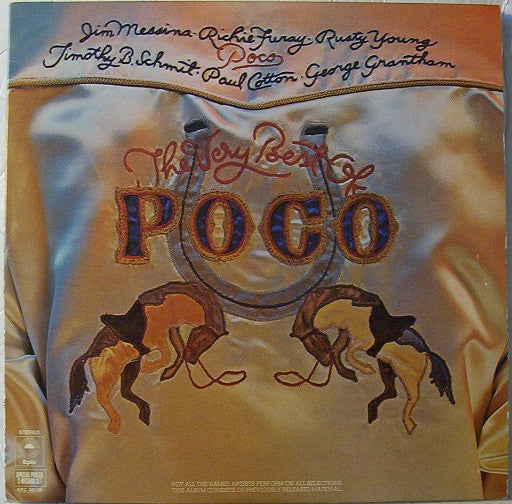 Jim Messina · Richie Furay · Rusty Young
Poco
Timothy B. Schmit · Paul Cotton · George Grantham
The Very Best Of
POCO
STEREO
Epic
NOT ALL THE NAMED ARTISTS PERFORM ON ALL SELECTIONS.
THIS ALBUM CONSISTS OF PREVIOUSLY RELEASED MATERIAL.